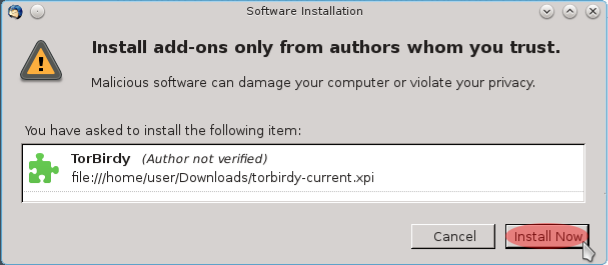 Software Installation
Install add-ons only from authors whom you trust.
Malicious software can damage your computer or violate your privacy.
You have asked to install the following item:
TorBirdy (Author not verified)
file:///home/user/Downloads/torbirdy-current.xpi
Cancel Install Now